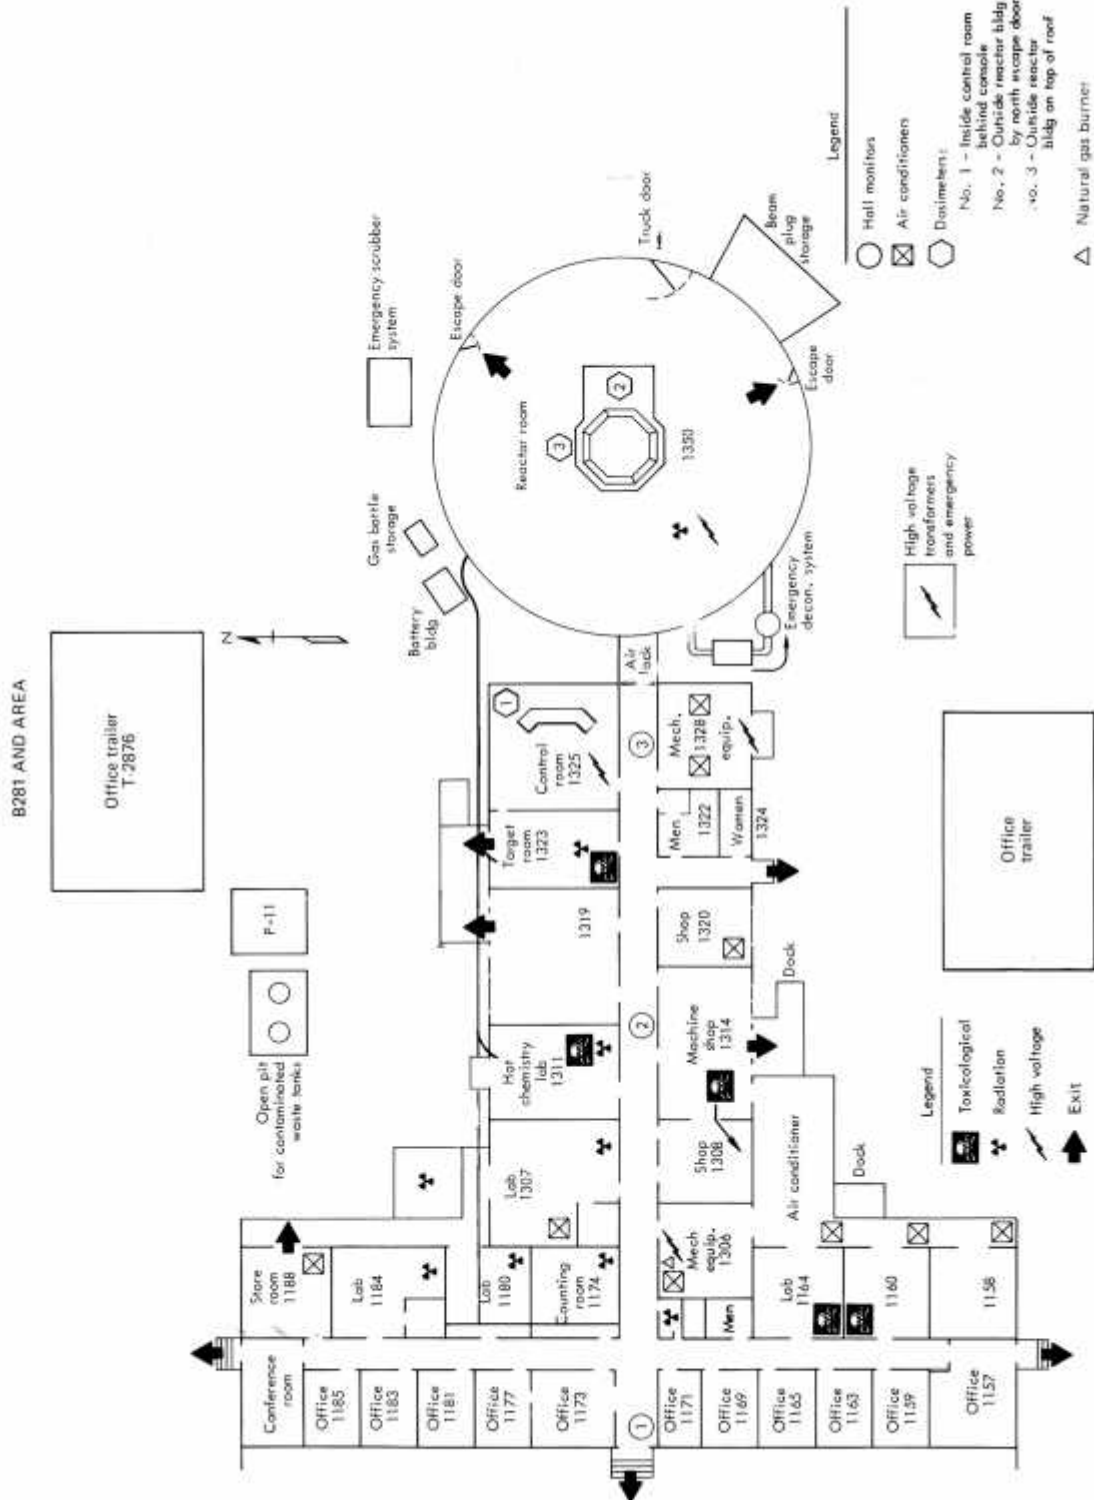 B281 AND AREA
Office trailer
T-2876
P-11
Open pit
for contaminated
waste tanks
N
Battery
bldg
Gas bottle
storage
Emergency scrubber
system
Escape door
Truck door
Beam
plug
storage
Escape
door
Reactor room
3
2
1350
Emergency
decon. system
Air
lock
High voltage
transformers
and emergency
power
Conference
room
Office
1185
Office
1183
Office
1181
Office
1177
Office
1173
1
Office
1171
Office
1169
Office
1165
Office
1163
Office
1159
Office
1157
Store
room
1188
Lab
1184
Lab
1180
Counting
room
1174
Men
Lab
1164
1160
1158
Mech
equip.
1306
Lab
1307
Hot
chemistry
lab
1311
1319
Target
room
1323
Control
room
1325
1
2
3
Shop
1308
Machine
shop
1314
Shop
1320
Men
1322
Women
1324
Mech.
1328
equip.
Air conditioner
Dock
Dock
Office
trailer
Legend
Toxicological
Radiation
High voltage
Exit
Legend
Hall monitors
Air conditioners
Dosimeters:
No. 1 - Inside control room
behind console
No. 2 - Outside reactor bldg
by north escape door
No. 3 - Outside reactor
bldg on top of roof
Natural gas burner